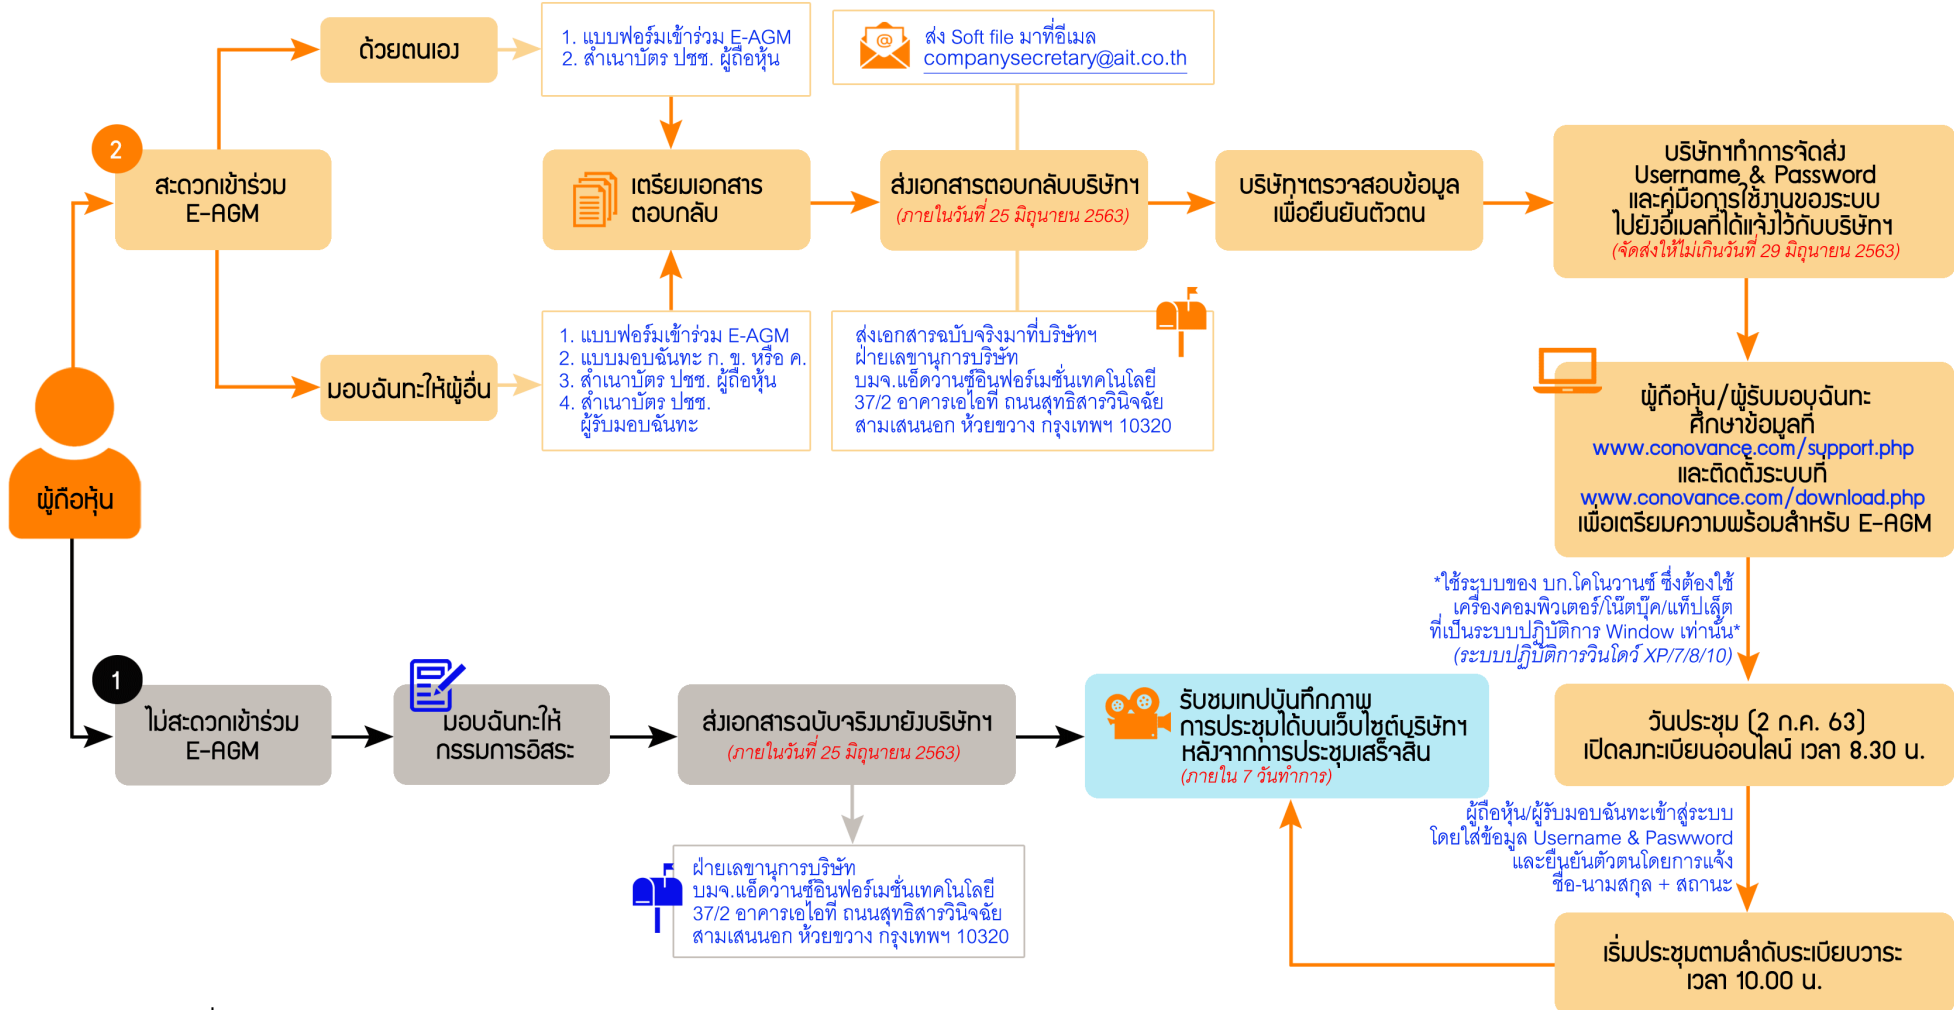 ด้วยตนเอง
1. แบบฟอร์มเข้าร่วม E-AGM
2. สำเนาบัตร ปชช. ผู้ถือหุ้น
ส่ง Soft file มาที่อีเมล
companysecretary@ait.co.th
2
สะดวกเข้าร่วม
E-AGM
เตรียมเอกสาร
ตอบกลับ
ส่งเอกสารตอบกลับบริษัทฯ
(ภายในวันที่ 25 มิถุนายน 2563)
บริษัทฯตรวจสอบข้อมูล
เพื่อยืนยันตัวตน
บริษัทฯทำการจัดส่ง
Username & Password
และคู่มือการใช้งานของระบบ
ไปยังอีเมลที่ได้แจ้งไว้กับบริษัทฯ
(จัดส่งให้ไม่เกินวันที่ 29 มิถุนายน 2563)
มอบฉันทะให้ผู้อื่น
1. แบบฟอร์มเข้าร่วม E-AGM
2. แบบมอบฉันทะ ก. ข. หรือ ค.
3. สำเนาบัตร ปชช. ผู้ถือหุ้น
4. สำเนาบัตร ปชช.
ผู้รับมอบฉันทะ
ส่งเอกสารฉบับจริงมาที่บริษัทฯ
ฝ่ายเลขานุการบริษัท
บมจ.แอ็ดวานซ์อินฟอร์เมชั่นเทคโนโลยี
37/2 อาคารเอไอที ถนนสุทธิสารวินิจฉัย
สามเสนนอก ห้วยขวาง กรุงเทพฯ 10320
ผู้ถือหุ้น/ผู้รับมอบฉันทะ
ศึกษาข้อมูลที่
www.conovance.com/support.php
และติดตั้งระบบที่
www.conovance.com/download.php
เพื่อเตรียมความพร้อมสำหรับ E-AGM
ผู้ถือหุ้น
*ใช้ระบบของ บก.โคโนวานซ์ ซึ่งต้องใช้
เครื่องคอมพิวเตอร์/โน๊ตบุ๊ค/แท็ปเล็ต
ที่เป็นระบบปฏิบัติการ Window เท่านั้น*
(ระบบปฏิบัติการวินโดว์ XP/7/8/10)
1
ไม่สะดวกเข้าร่วม
E-AGM
มอบฉันทะให้
กรรมการอิสระ
ส่งเอกสารฉบับจริงมายังบริษัทฯ
(ภายในวันที่ 25 มิถุนายน 2563)
รับชมเทปบันทึกภาพ
การประชุมได้บนเว็บไซต์บริษัทฯ
หลังจากการประชุมเสร็จสิ้น
(ภายใน 7 วันทำการ)
วันประชุม (2 ก.ค. 63)
เปิดลงทะเบียนออนไลน์ เวลา 8.30 น.
ผู้ถือหุ้น/ผู้รับมอบฉันทะเข้าสู่ระบบ
โดยใส่ข้อมูล Username & Paswword
และยืนยันตัวตนโดยการแจ้ง
ชื่อ-นามสกุล + สถานะ
ฝ่ายเลขานุการบริษัท
บมจ.แอ็ดวานซ์อินฟอร์เมชั่นเทคโนโลยี
37/2 อาคารเอไอที ถนนสุทธิสารวินิจฉัย
สามเสนนอก ห้วยขวาง กรุงเทพฯ 10320
เริ่มประชุมตามลำดับระเบียบวาระ
เวลา 10.00 น.